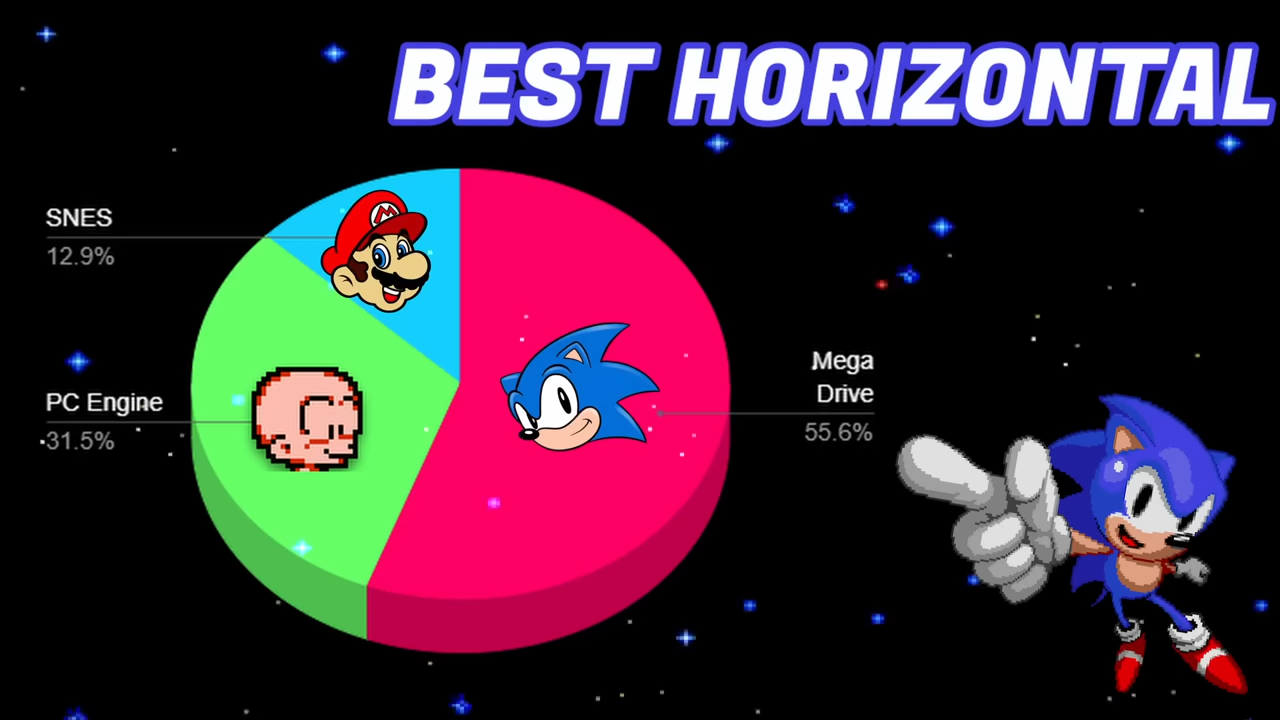 BEST HORIZONTAL
SNES
12.9%
PC Engine
31.5%
Mega
Drive
55.6%
M